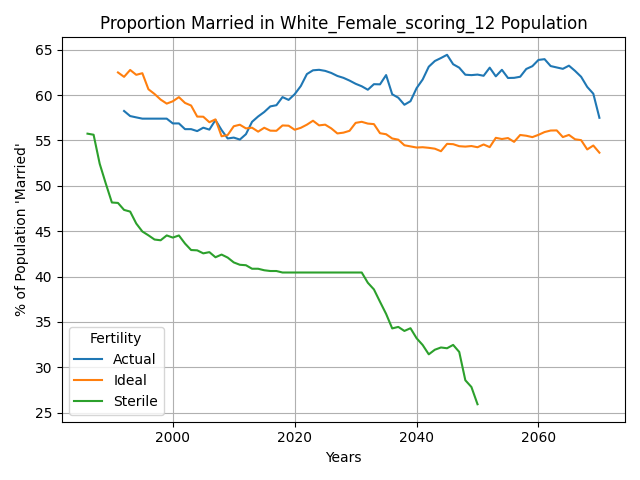 Proportion Married in White_Female_scoring_12 Population
% of Population 'Married'
65
60
55
50
45
40
35
30
25
Fertility
Actual
Ideal
Sterile
2000
2020
2040
2060
Years